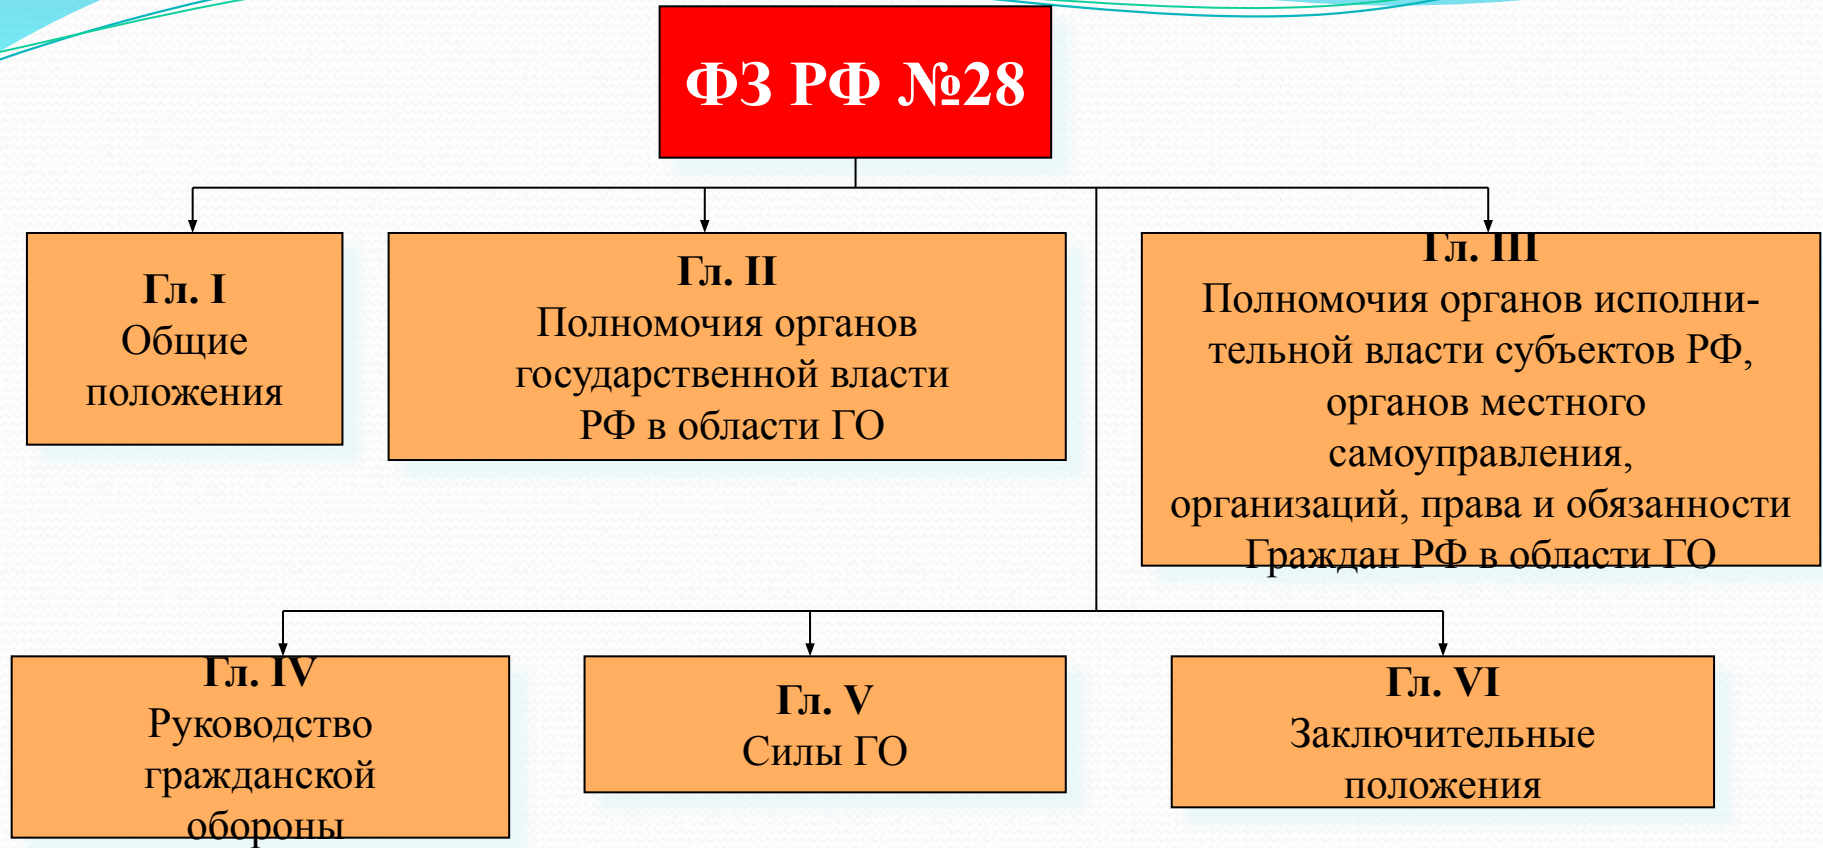 ФЗ РФ №28
Гл. I
Общие
положения
Гл. II
Полномочия органов
государственной власти
РФ в области ГО
Гл. III
Полномочия органов исполни-
тельной власти субъектов РФ,
органов местного
самоуправления,
организаций, права и обязанности
Граждан РФ в области ГО
Гл. IV
Руководство
гражданской
обороны
Гл. V
Силы ГО
Гл. VI
Заключительные
положения